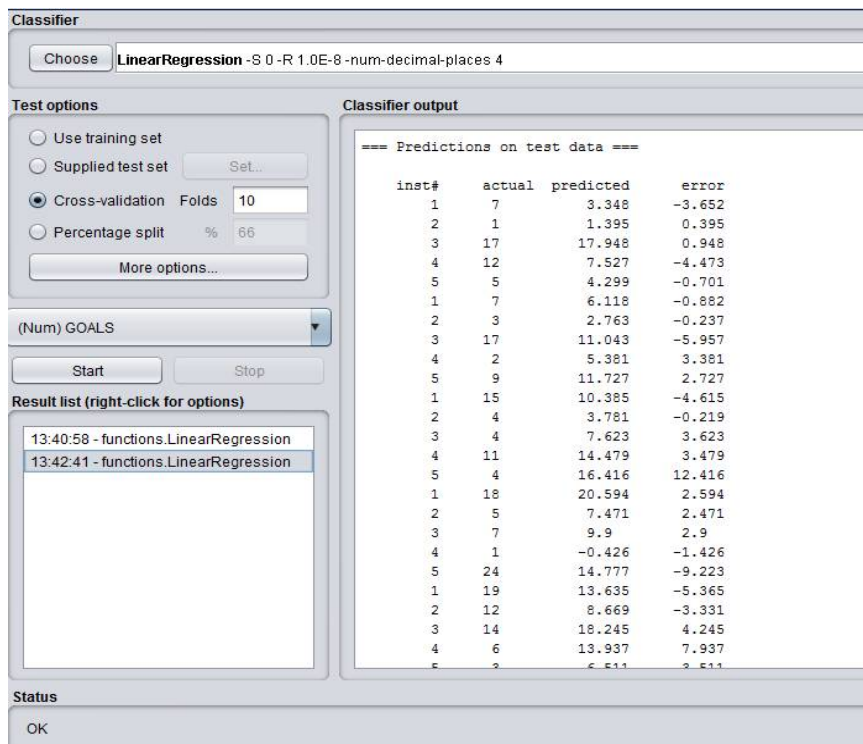 Classifier
Choose LinearRegression -S 0 -R 1.0E-8 -num-decimal-places 4
Test options
Use training set
Supplied test set Set...
Cross-validation Folds 10
Percentage split % 66
More options...
(Num) GOALS
Start Stop
Result list (right-click for options)
13:40:58 - functions.LinearRegression
13:42:41 - functions.LinearRegression
Classifier output
=== Predictions on test data ===
inst# actual predicted error
1 7 3.348 -3.652
2 1 1.395 0.395
3 17 17.948 0.948
4 12 7.527 -4.473
5 5 4.299 -0.701
1 7 6.118 -0.882
2 3 2.763 -0.237
3 17 11.043 -5.957
4 2 5.381 3.381
5 9 11.727 2.727
1 15 10.385 -4.615
2 4 3.781 -0.219
3 4 7.623 3.623
4 11 14.479 3.479
5 4 16.416 12.416
1 18 20.594 2.594
2 5 7.471 2.471
3 7 9.9 2.9
4 1 -0.426 -1.426
5 24 14.777 -9.223
1 19 13.635 -5.365
2 12 8.669 -3.331
3 14 18.245 4.245
4 6 13.937 7.937
Status
OK